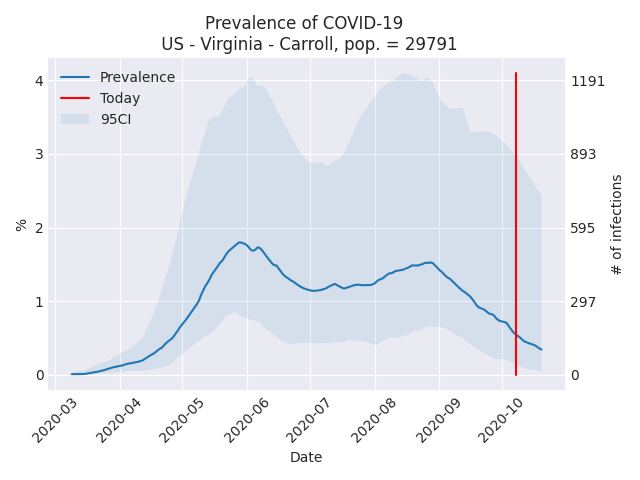 Prevalence of COVID-19
US - Virginia - Carroll, pop. = 29791
Prevalence
Today
95CI
4
3
2
1
0
%
1191
893
595
297
0
# of infections
2020-03
2020-04
2020-05
2020-06
2020-07
2020-08
2020-09
2020-10
Date